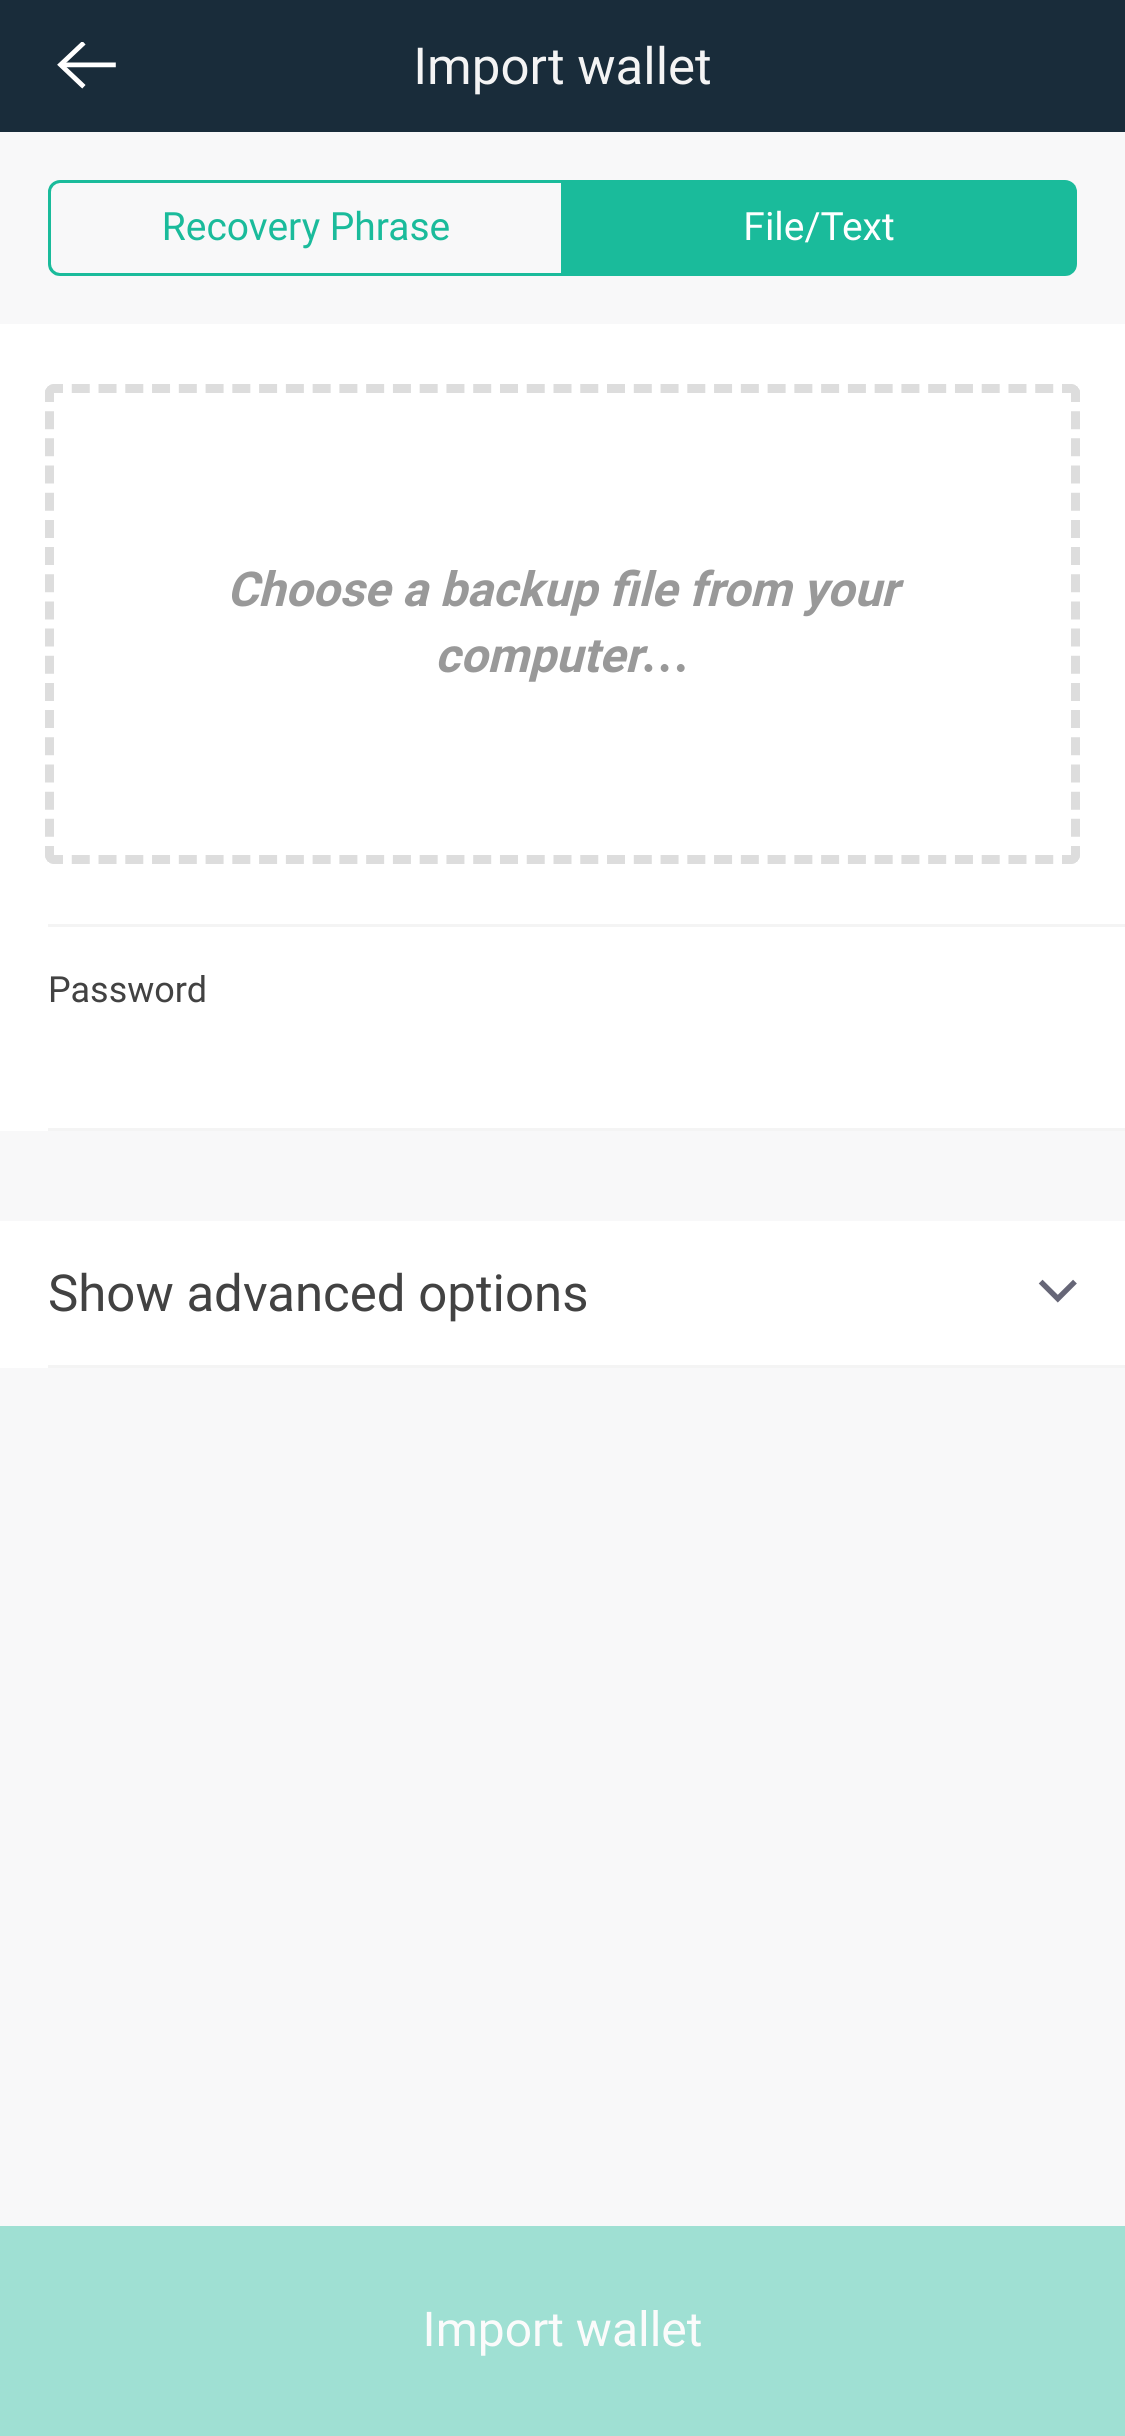 Import wallet
Recovery Phrase
File/Text
Choose a backup file from your
computer...
Password
Show advanced options
Import wallet